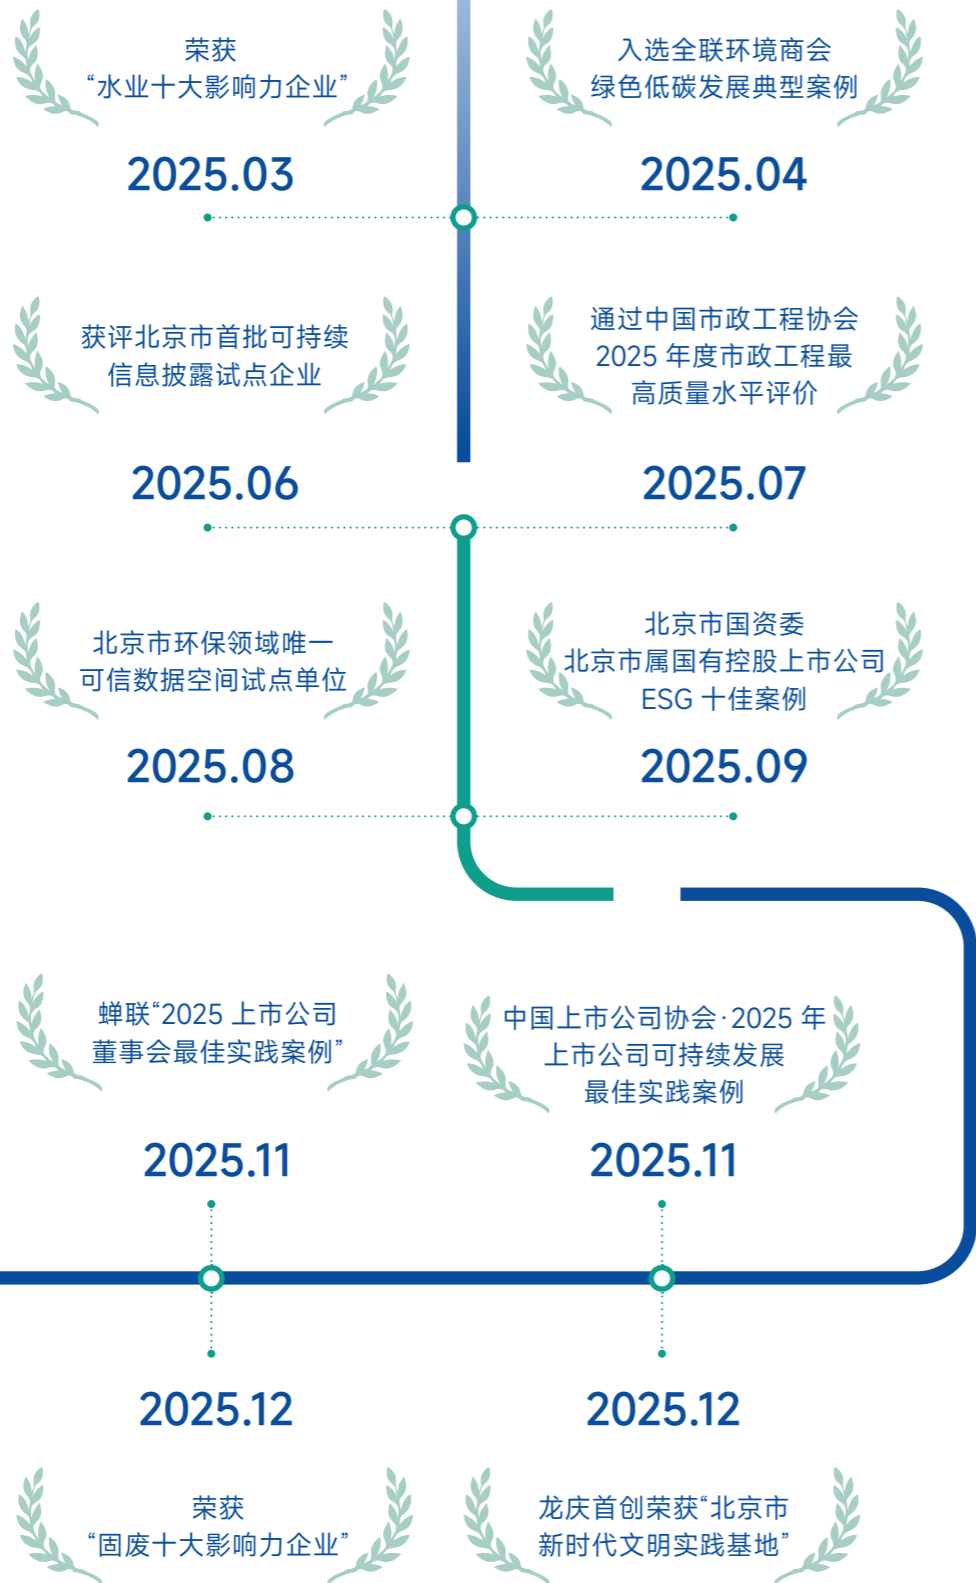 荣获
“水业十大影响力企业”
2025.03
入选全联环境商会
绿色低碳发展典型案例
2025.04
获评北京市首批可持续
信息披露试点企业
2025.06
通过中国市政工程协会
2025 年度市政工程最
高质量水平评价
2025.07
北京市环保领域唯一
可信数据空间试点单位
2025.08
北京市国资委
北京市属国有控股上市公司
ESG 十佳案例
2025.09
蝉联“2025 上市公司
董事会最佳实践案例”
2025.11
中国上市公司协会·2025 年
上市公司可持续发展
最佳实践案例
2025.11
2025.12
荣获
“固废十大影响力企业”
2025.12
龙庆首创荣获“北京市
新时代文明实践基地”